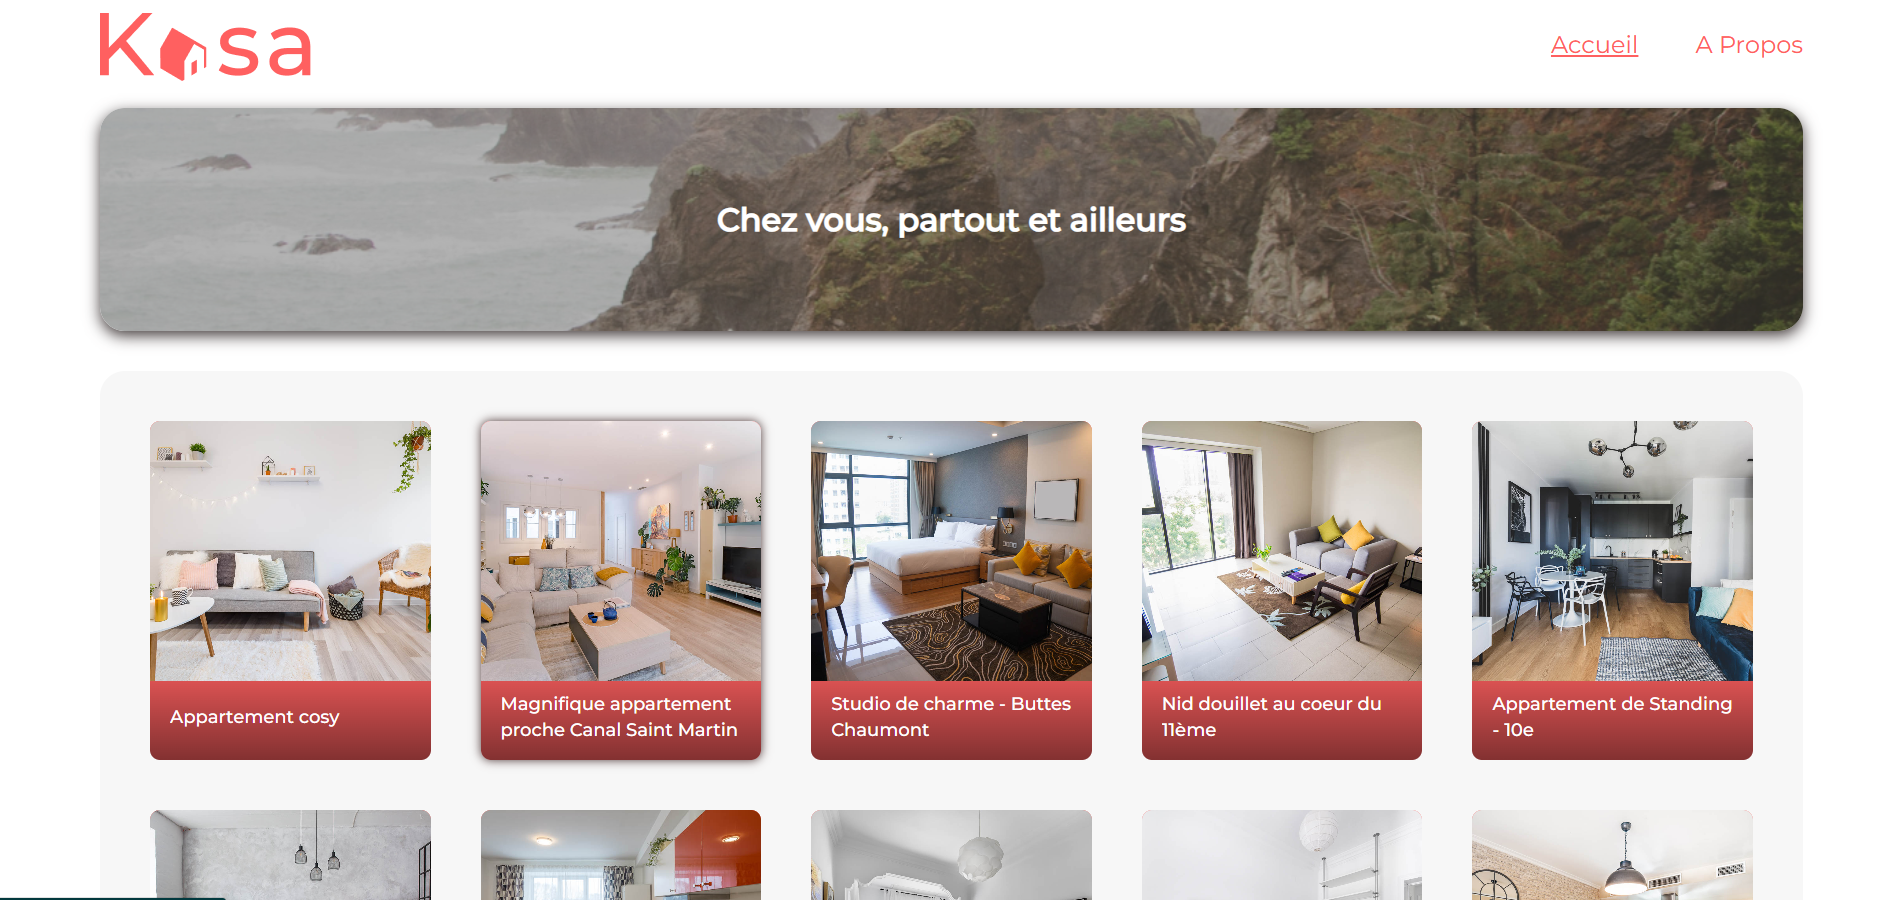 Kasa
Accueil
A Propos
Chez vous, partout et ailleurs
Appartement cosy
Magnifique appartement
proche Canal Saint Martin
Studio de charme - Buttes
Chaumont
Nid douillet au coeur du
11ème
Appartement de Standing
- 10e